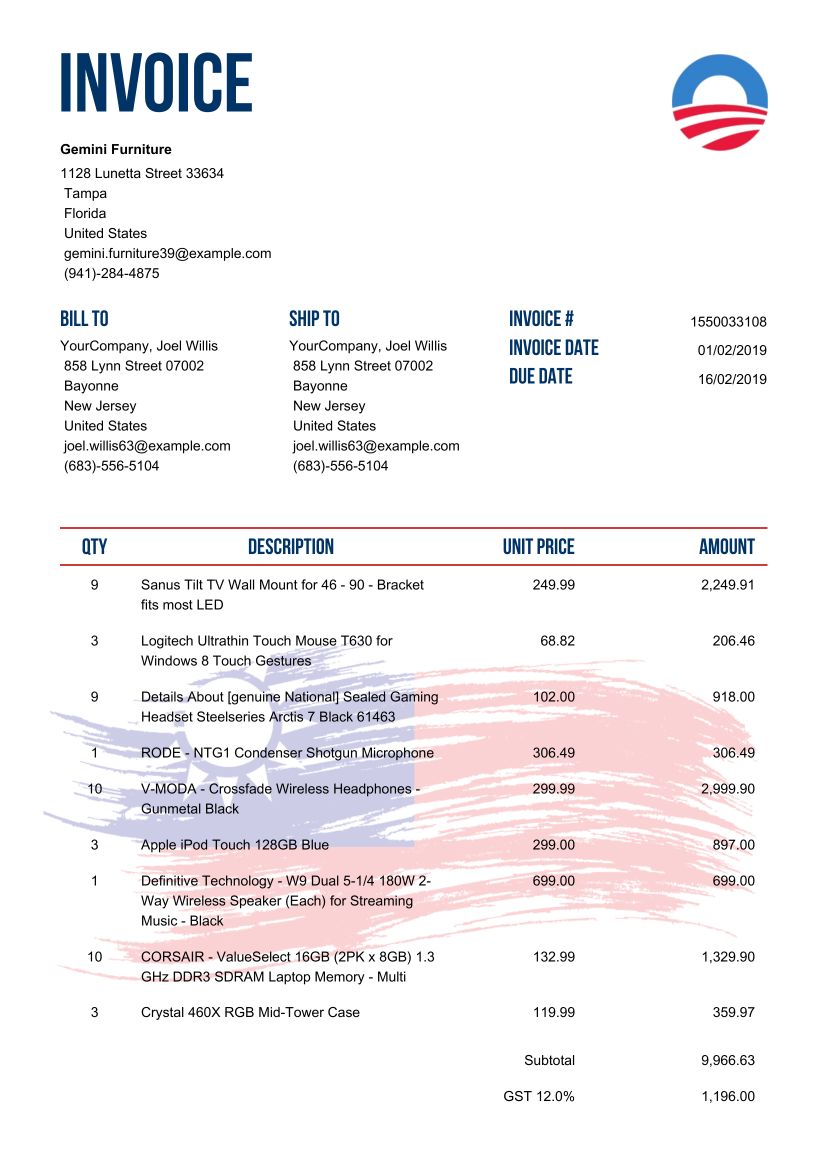 INVOICE
Gemini Furniture
1128 Lunetta Street 33634
Tampa
Florida
United States
gemini.furniture39@example.com
(941)-284-4875
BILL TO
YourCompany, Joel Willis
858 Lynn Street 07002
Bayonne
New Jersey
United States
joel.willis63@example.com
(683)-556-5104
SHIP TO
YourCompany, Joel Willis
858 Lynn Street 07002
Bayonne
New Jersey
United States
joel.willis63@example.com
(683)-556-5104
INVOICE # 1550033108
INVOICE DATE 01/02/2019
DUE DATE 16/02/2019
QTY DESCRIPTION UNIT PRICE AMOUNT
9 Sanus Tilt TV Wall Mount for 46 - 90 - Bracket 249.99 2,249.91
fits most LED
3 Logitech Ultrathin Touch Mouse T630 for 68.82 206.46
Windows 8 Touch Gestures
9 Details About [genuine National] Sealed Gaming 102.00 918.00
Headset Steelseries Arctis 7 Black 61463
1 RODE - NTG1 Condenser Shotgun Microphone 306.49 306.49
10 V-MODA - Crossfade Wireless Headphones - 299.99 2,999.90
Gunmetal Black
3 Apple iPod Touch 128GB Blue 299.00 897.00
1 Definitive Technology - W9 Dual 5-1/4 180W 2- 699.00 699.00
Way Wireless Speaker (Each) for Streaming
Music - Black
10 CORSAIR - ValueSelect 16GB (2PK x 8GB) 1.3 132.99 1,329.90
GHz DDR3 SDRAM Laptop Memory - Multi
3 Crystal 460X RGB Mid-Tower Case 119.99 359.97
Subtotal 9,966.63
GST 12.0% 1,196.00